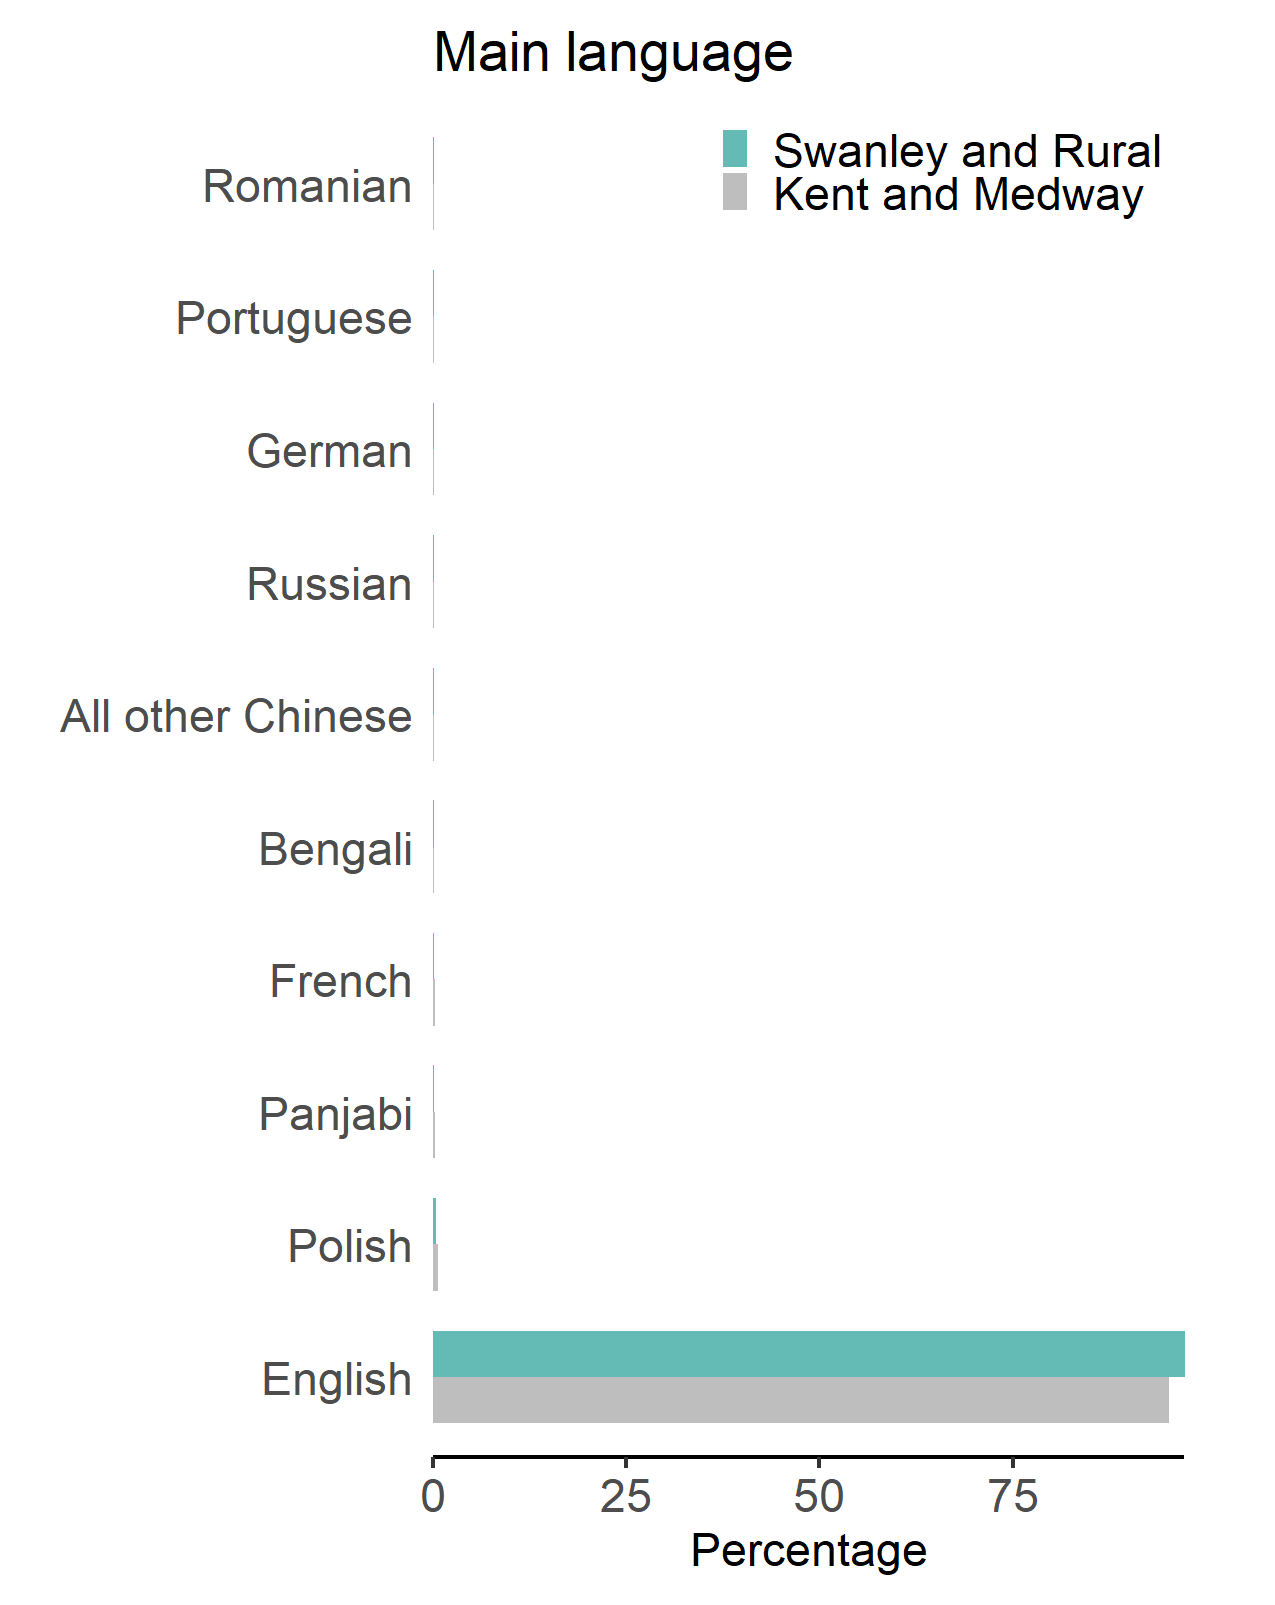 Main language
Swanley and Rural
Kent and Medway
Romanian
Portuguese
German
Russian
All other Chinese
Bengali
French
Panjabi
Polish
English
0 25 50 75
Percentage